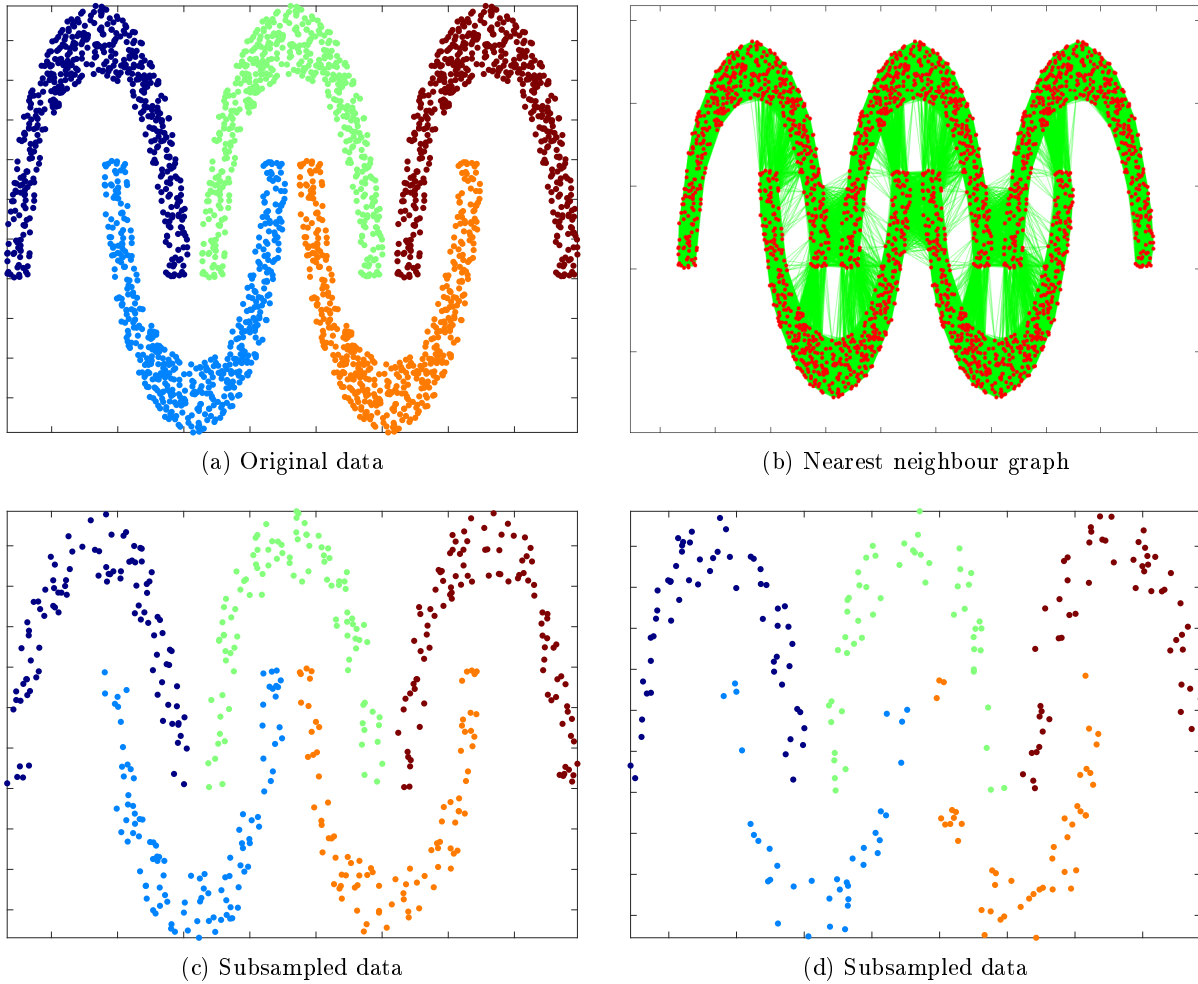 (a) Original data
(b) Nearest neighbour graph
(c) Subsampled data
(d) Subsampled data